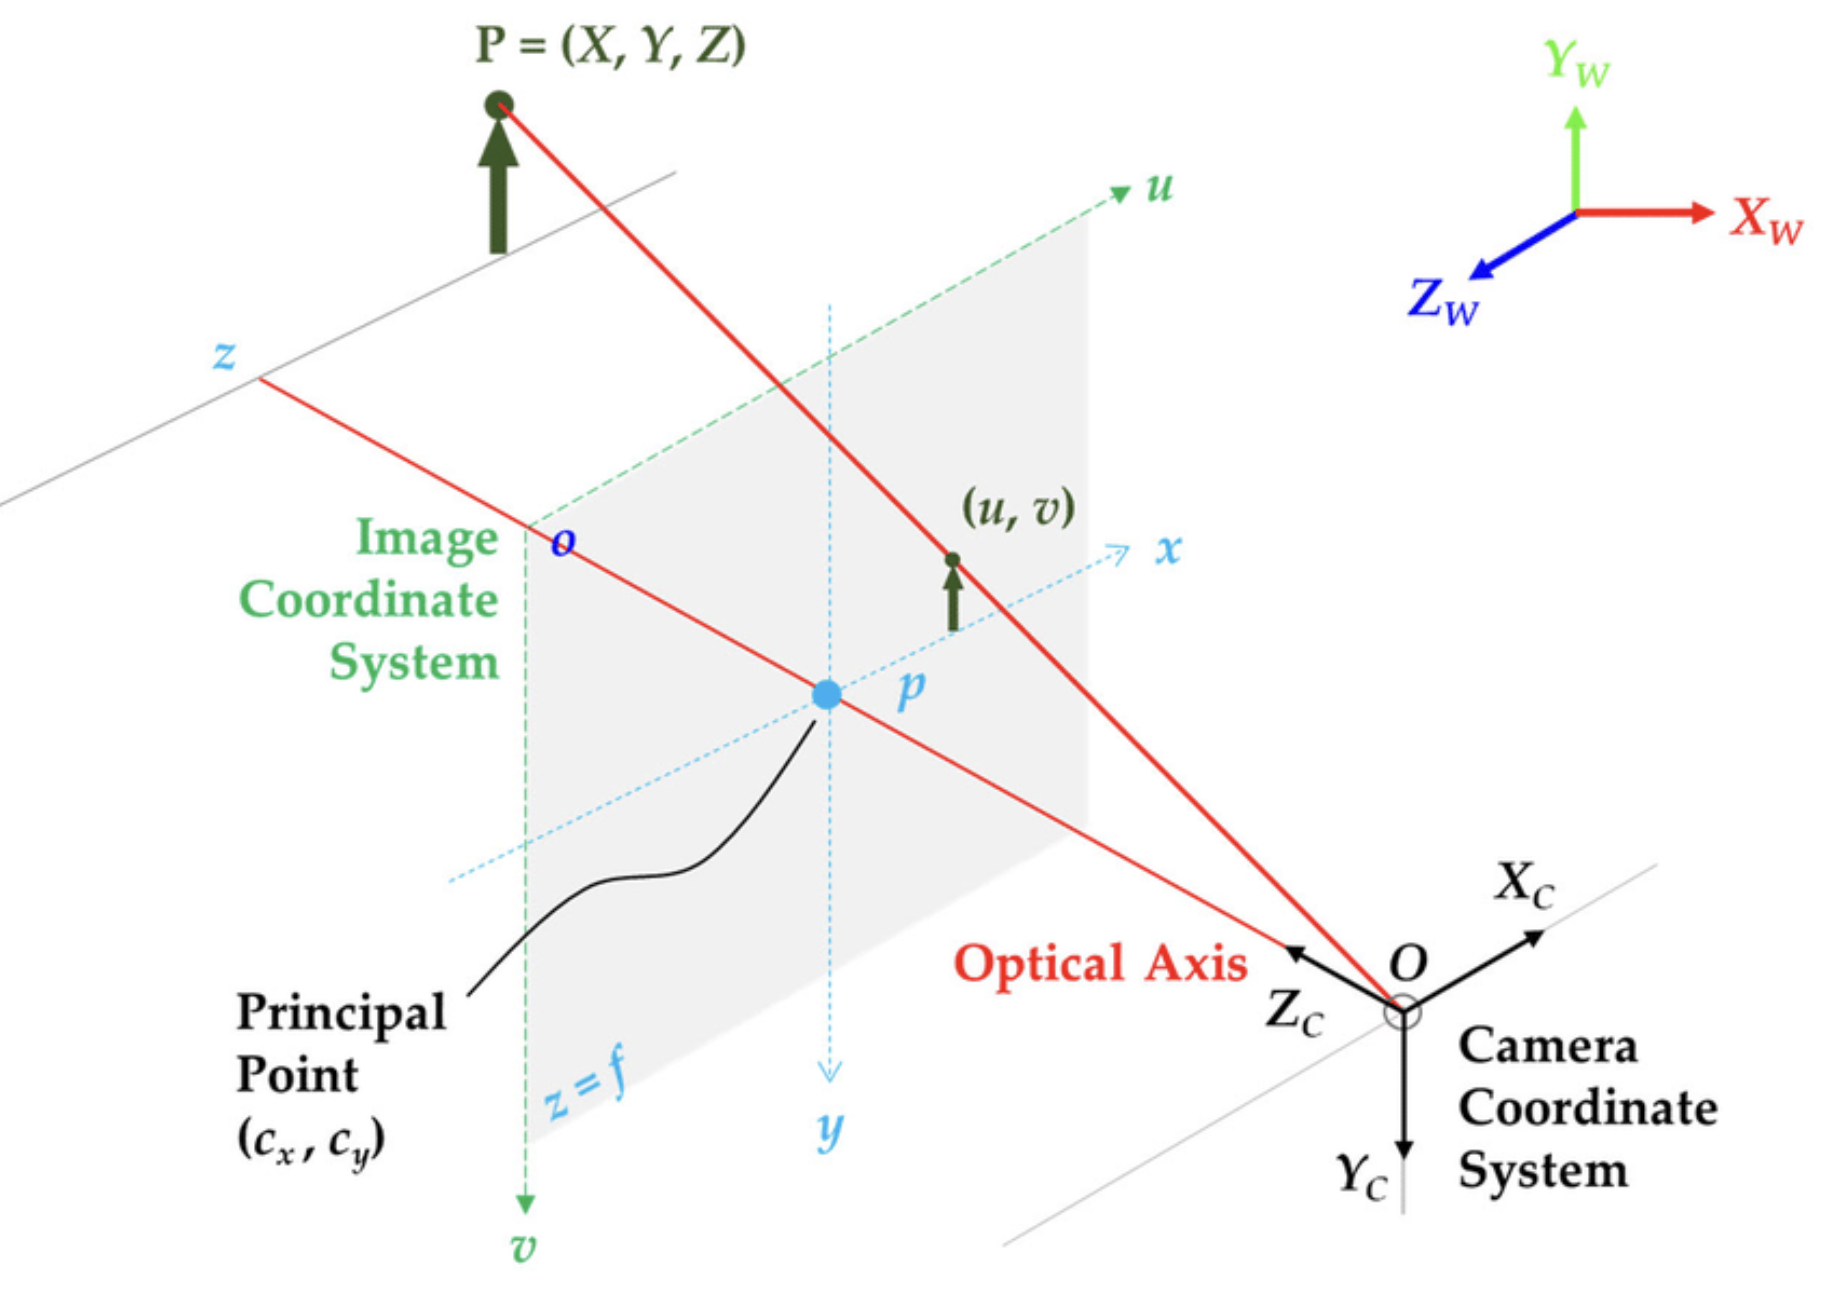 P = (X, Y, Z)
Y_W
X_W
Z_W
u
z
(u, v)
x
o
Image
Coordinate
System
p
Optical Axis
X_C
O
Z_C
Principal
Point
(c_x, c_y)
z = f
y
Camera
Coordinate
System
Y_C
v